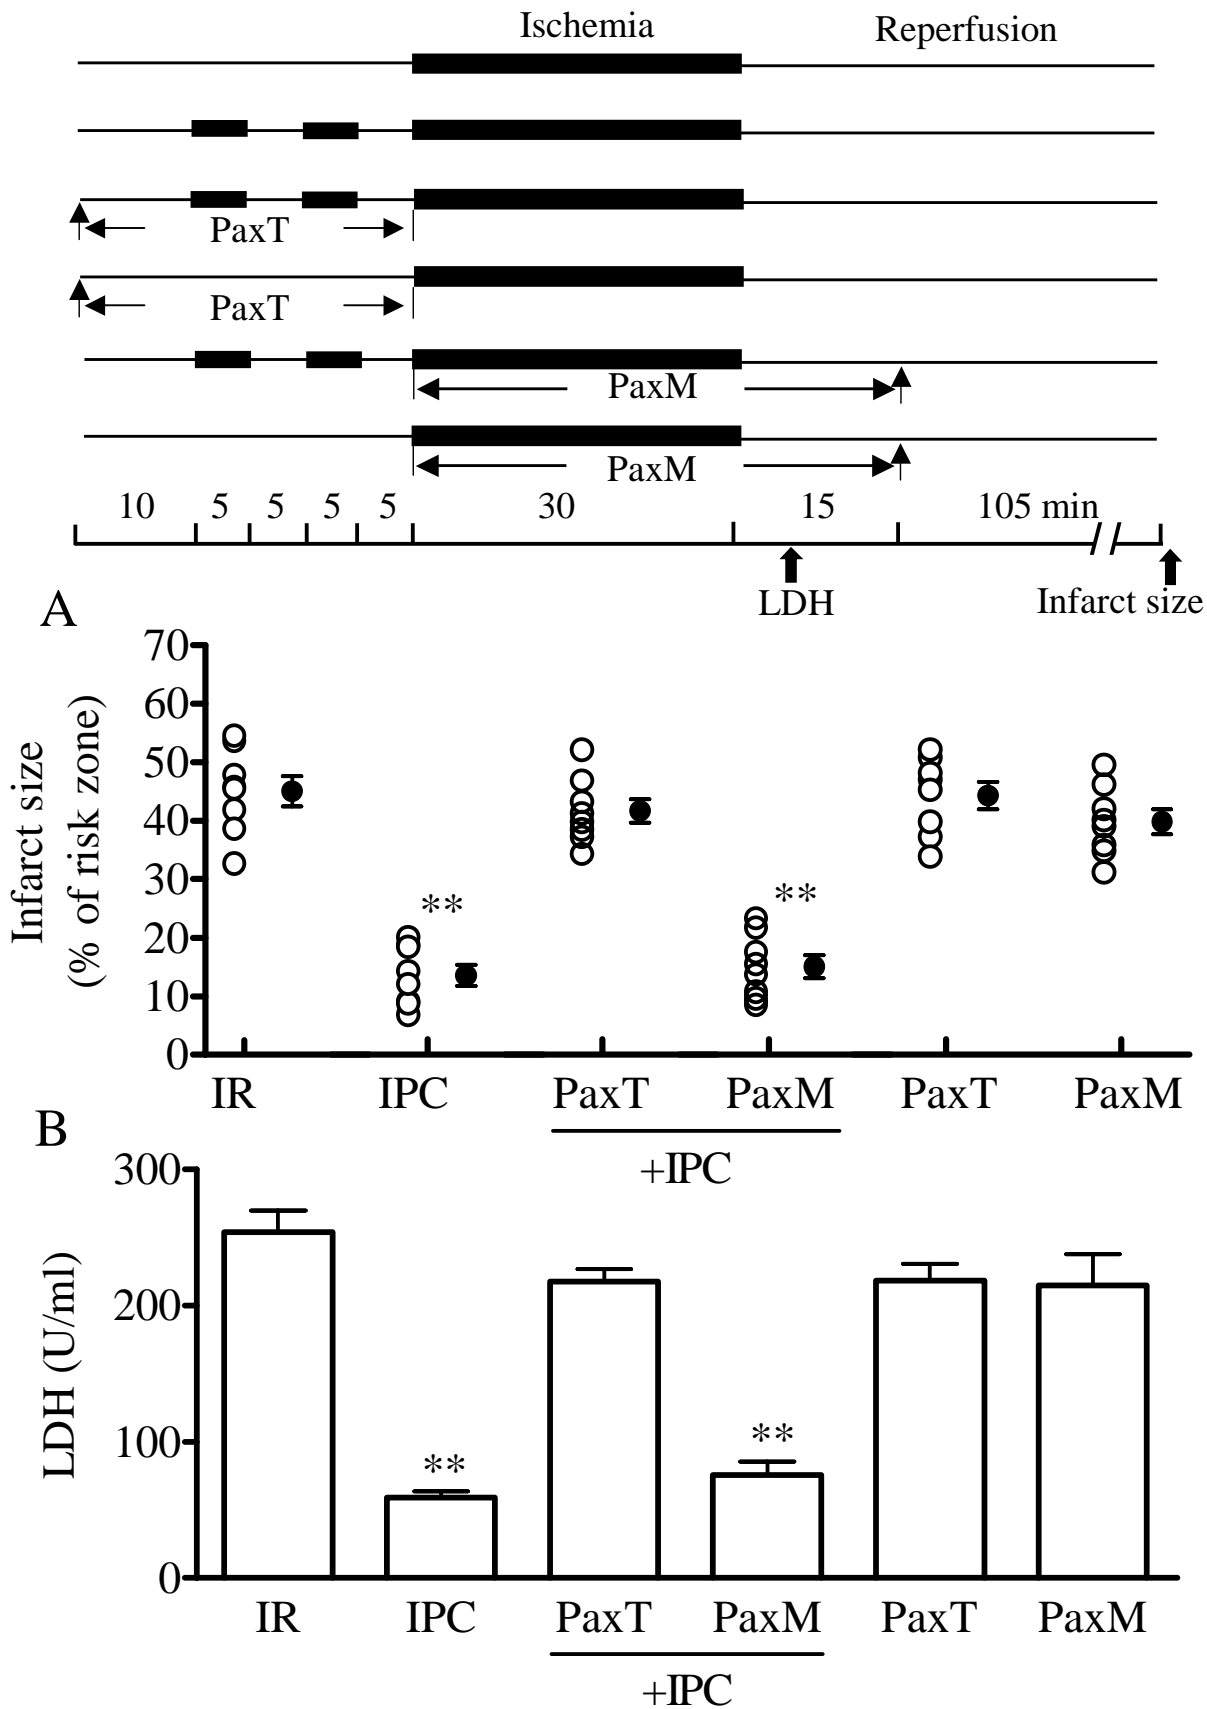 Ischemia Reperfusion
PaxT
PaxT
PaxM
PaxM
10 5 5 5 5 30 15 105 min
LDH Infarct size
A
Infarct size
(% of risk zone)
70
60
50
40
30
20
10
0
**
**
IR IPC PaxT PaxM PaxT PaxM
+IPC
B
LDH (U/ml)
300
200
100
0
**
**
IR IPC PaxT PaxM PaxT PaxM
+IPC